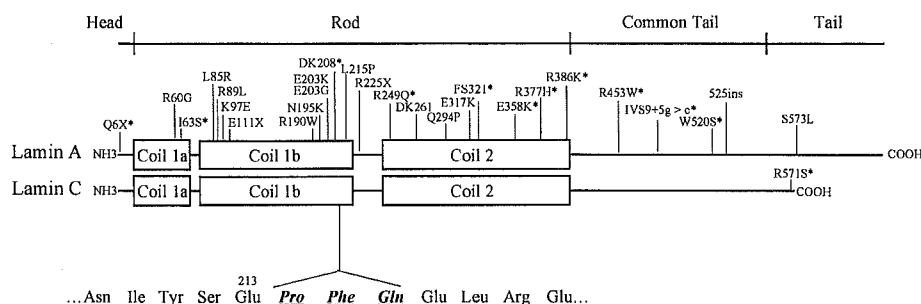 Head Rod Common Tail Tail
DK208*
L215P
L85R E203K
R89L E203G R225X FS321* R377H* R386K*
R60G K97E N195K R249Q* E317K E358K* R453W* 525ins
Q6X* I63S* E111X R190W DK261 Q294P IVS9+5g > c* W520S* S573L
Lamin A NH3 Coil 1a Coil 1b Coil 2 COOH
R571S*
Lamin C NH3 Coil 1a Coil 1b Coil 2 COOH
213
...Asn Ile Tyr Ser Glu Pro Phe Gln Glu Leu Arg Glu...